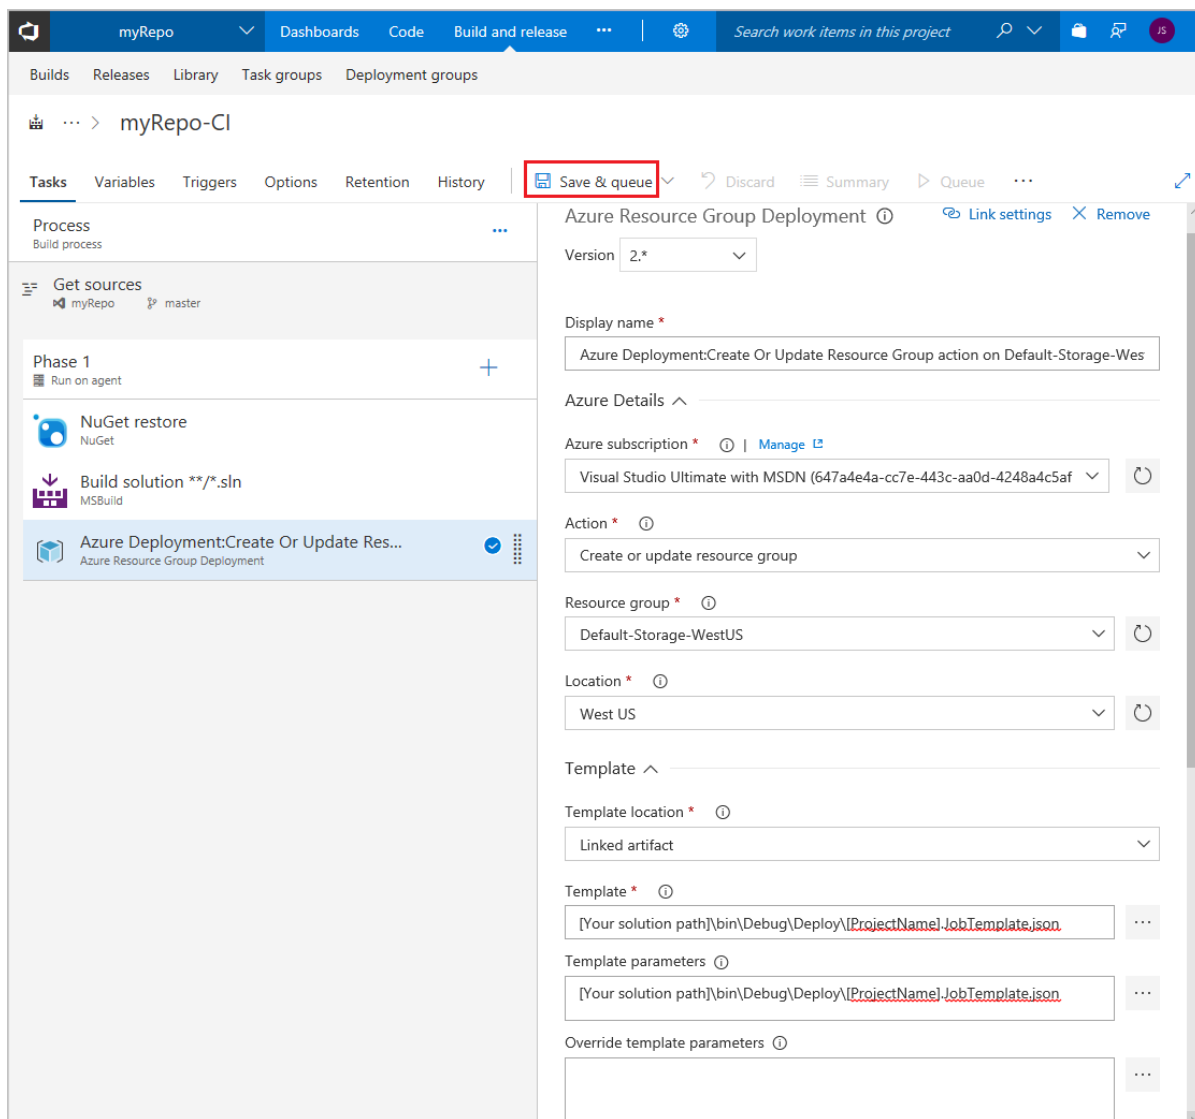 myRepo Dashboards Code Build and release ... Search work items in this project JS
Builds Releases Library Task groups Deployment groups
... > myRepo-CI
Tasks Variables Triggers Options Retention History Save & queue Discard Summary Queue ...
Process
Build process
...
Get sources
myRepo master
Phase 1
Run on agent
NuGet restore
NuGet
Build solution **/*.sln
MSBuild
Azure Deployment:Create Or Update Res...
Azure Resource Group Deployment
Azure Resource Group Deployment Link settings Remove
Version 2.*
Display name *
Azure Deployment:Create Or Update Resource Group action on Default-Storage-Wes
Azure Details
Azure subscription * | Manage
Visual Studio Ultimate with MSDN (647a4e4a-cc7e-443c-aa0d-4248a4c5af
Action *
Create or update resource group
Resource group *
Default-Storage-WestUS
Location *
West US
Template
Template location *
Linked artifact
Template *
[Your solution path]\bin\Debug\Deploy\[ProjectName].JobTemplate.json
...
Template parameters
[Your solution path]\bin\Debug\Deploy\[ProjectName].JobTemplate.json
...
Override template parameters
...